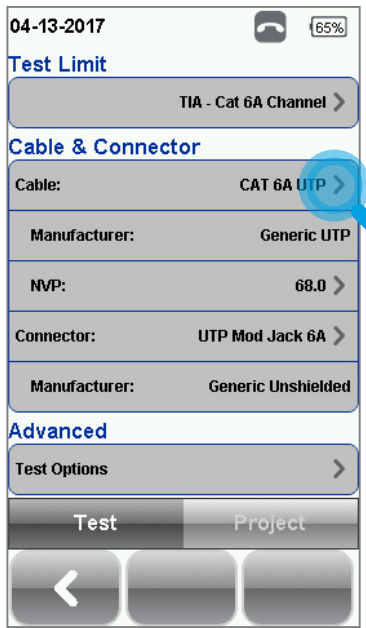 04-13-2017 65%
Test Limit
TIA - Cat 6A Channel
Cable & Connector
Cable: CAT 6A UTP
Manufacturer: Generic UTP
NVP: 68.0
Connector: UTP Mod Jack 6A
Manufacturer: Generic Unshielded
Advanced
Test Options
Test Project